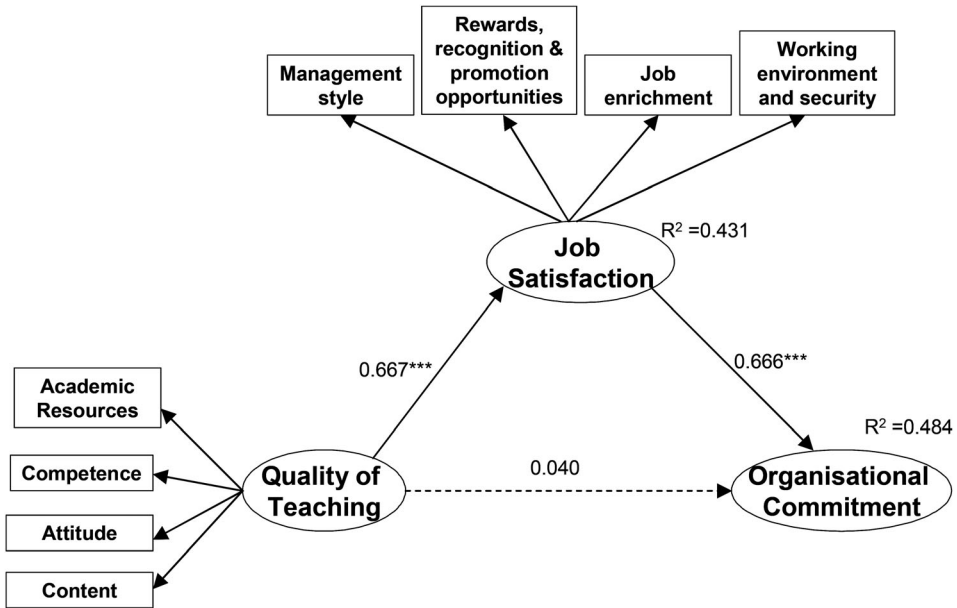 Management
style
Rewards,
recognition &
promotion
opportunities
Job
enrichment
Working
environment
and security
Job
Satisfaction
R² =0.431
0.667***
0.666***
Academic
Resources
Competence
Attitude
Content
Quality of
Teaching
0.040
R² =0.484
Organisational
Commitment